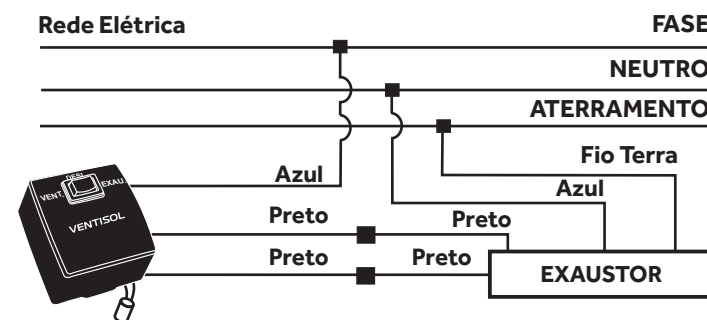 Rede Elétrica FASE
NEUTRO
ATERRAMENTO
Fio Terra
Azul Azul
Preto Preto
Preto Preto
EXAUSTOR
DESL.
VENT. EXAU.
VENTISOL